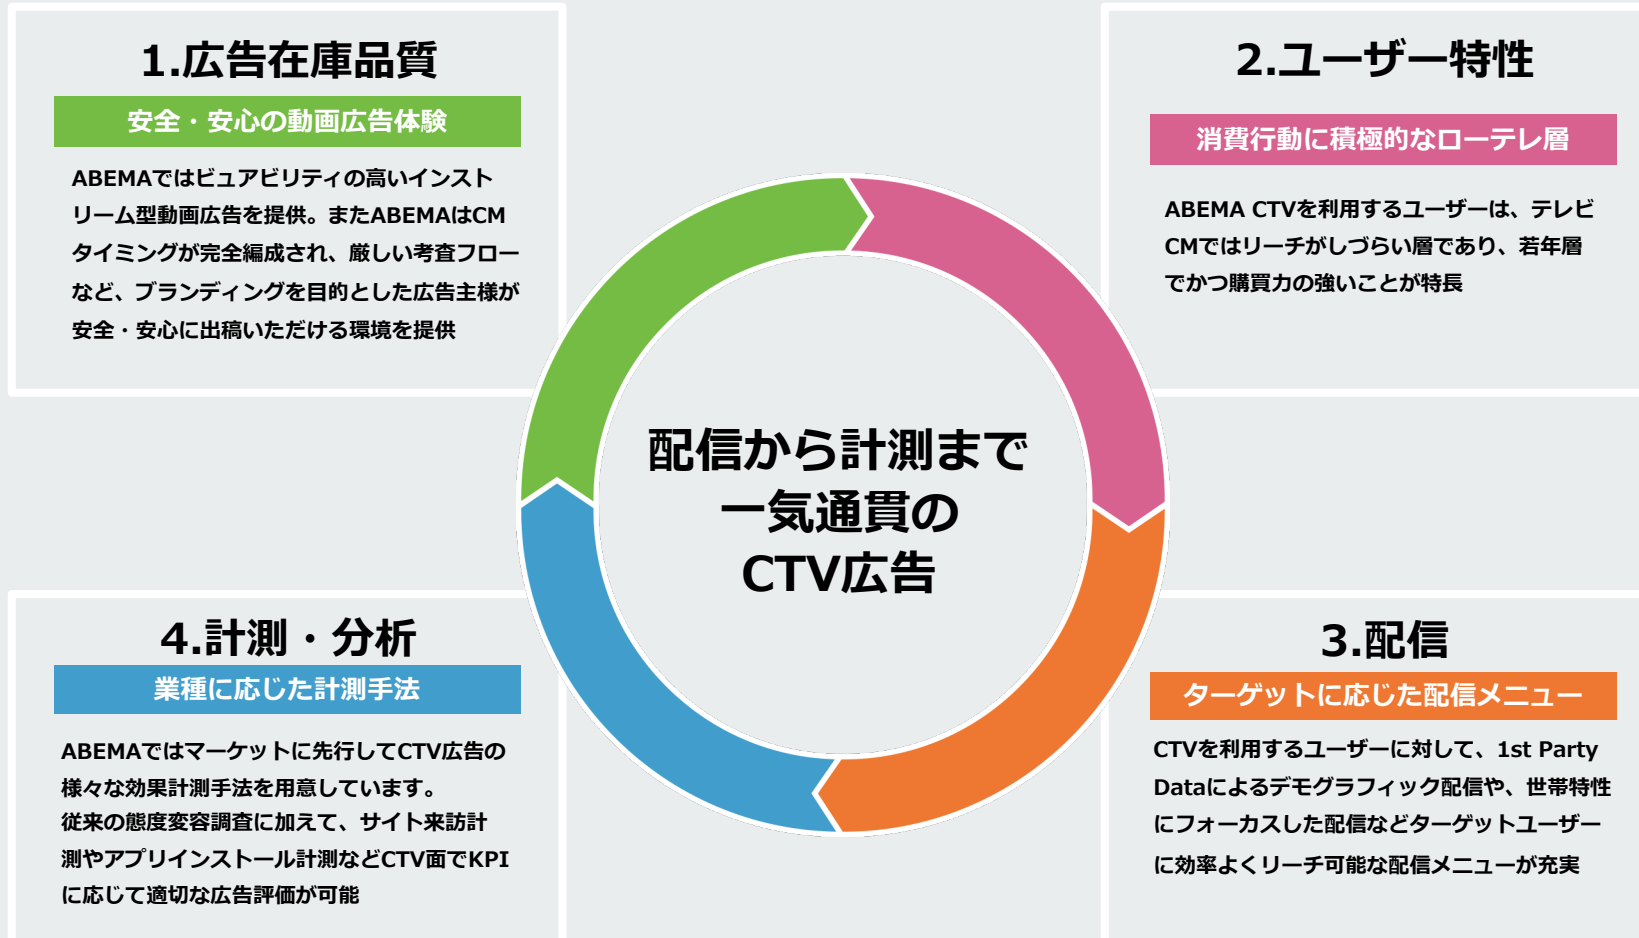 1.広告在庫品質
安全・安心の動画広告体験
ABEMAではビュアビリティの高いインスト
リーム型動画広告を提供。またABEMAはCM
タイミングが完全編成され、厳しい考査フロー
など、ブランディングを目的とした広告主様が
安全・安心に出稿いただける環境を提供
2.ユーザー特性
消費行動に積極的なローテレ層
ABEMA CTVを利用するユーザーは、テレビ
CMではリーチがしづらい層であり、若年層
でかつ購買力の強いことが特長
配信から計測まで
一気通貫の
CTV広告
4.計測・分析
業種に応じた計測手法
ABEMAではマーケットに先行してCTV広告の
様々な効果計測手法を用意しています。
従来の態度変容調査に加えて、サイト来訪計
測やアプリインストール計測などCTV面でKPI
に応じて適切な広告評価が可能
3.配信
ターゲットに応じた配信メニュー
CTVを利用するユーザーに対して、1st Party
Dataによるデモグラフィック配信や、世帯特性
にフォーカスした配信などターゲットユーザー
に効率よくリーチ可能な配信メニューが充実